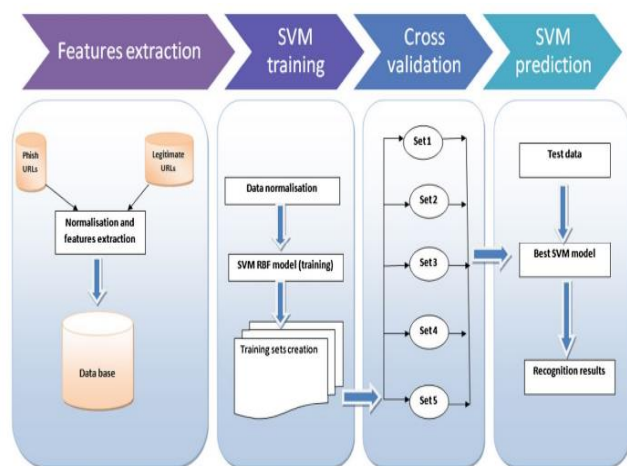 Features extraction
SVM
training
Cross
validation
SVM
prediction
Phish
URLs
Legitimate
URLs
Normalisation and
features extraction
Data base
Data normalisation
SVM RBF model (training)
Training sets creation
Set1
Set2
Set3
Set4
Set5
Test data
Best SVM model
Recognition results